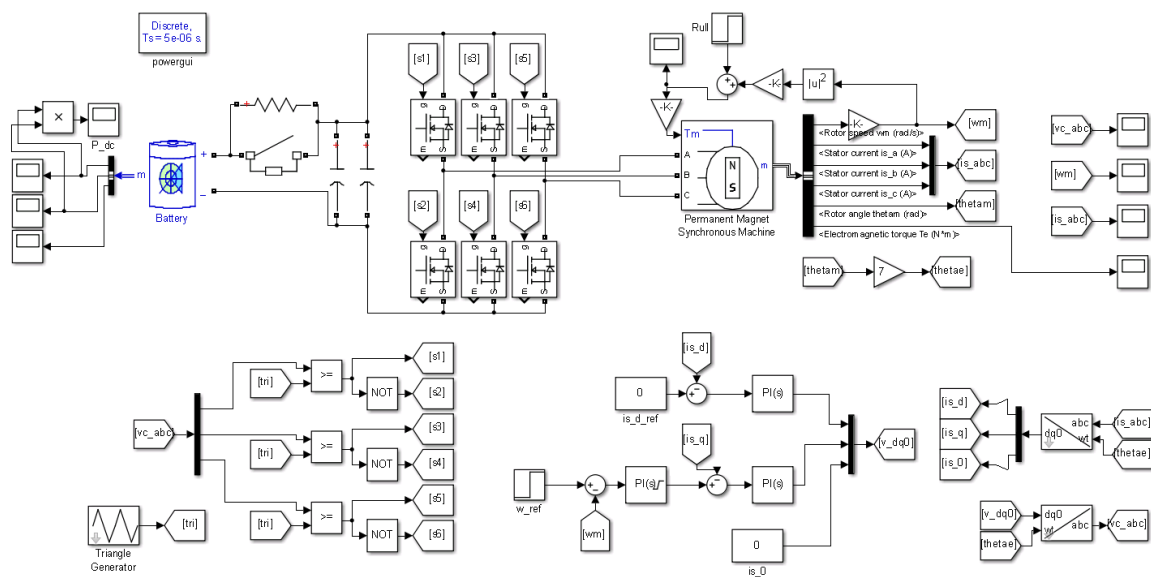 Discrete,
Ts = 5e-06 s.
powergui
Rull
[s1]
[s3]
[s5]
-K-
|u|²
×
P_dc
-K-
+
−
m
Battery
g
D
m
S
g
D
m
S
g
D
m
S
Tm
A
B
C
N
S
m
Permanent Magnet
Synchronous Machine
-K-
<Rotor speed wm (rad/s)>
<Stator current is_a (A)>
<Stator current is_b (A)>
<Stator current is_c (A)>
<Rotor angle thetam (rad)>
<Electromagnetic torque Te (N*m)>
[wm]
[is_abc]
[thetam]
[vc_abc]
[wm]
[is_abc]
[s2]
[s4]
[s6]
g
D
m
S
g
D
m
S
g
D
m
S
[thetam]
7
[thetae]
[vc_abc]
[tri]
>=
NOT
[s1]
[s2]
[tri]
>=
NOT
[s3]
[s4]
[tri]
>=
NOT
[s5]
[s6]
Triangle
Generator
[tri]
[is_d]
0
is_d_ref
PI(s)
[is_q]
w_ref
PI(s)
PI(s)
[wm]
0
is_0
[v_dq0]
[is_d]
[is_q]
[is_0]
dq0
abc
wt
[is_abc]
[thetae]
[v_dq0]
[thetae]
dq0
wt
abc
[vc_abc]